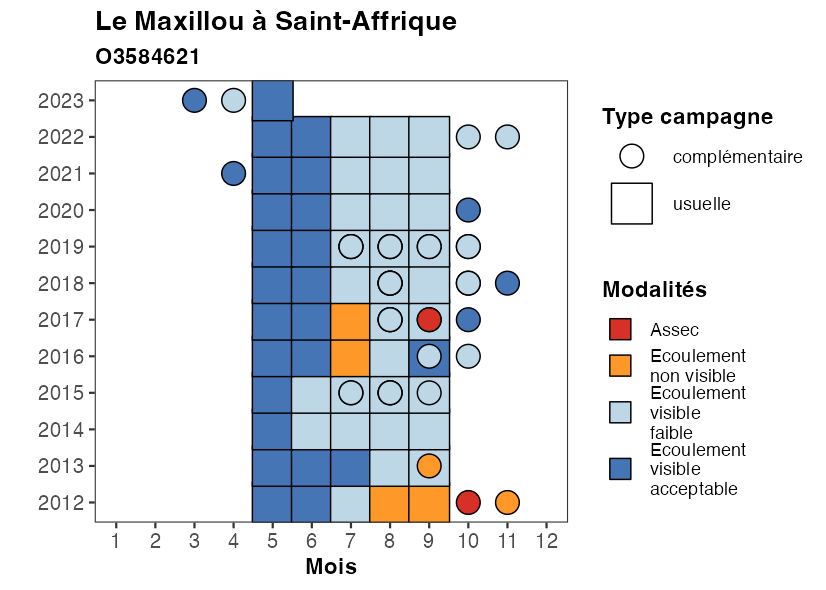 Le Maxillou à Saint-Affrique
O3584621
2023
2022
2021
2020
2019
2018
2017
2016
2015
2014
2013
2012
1 2 3 4 5 6 7 8 9 10 11 12
Mois
Type campagne
complémentaire
usuelle
Modalités
Assec
Ecoulement
non visible
Ecoulement
visible
faible
Ecoulement
visible
acceptable